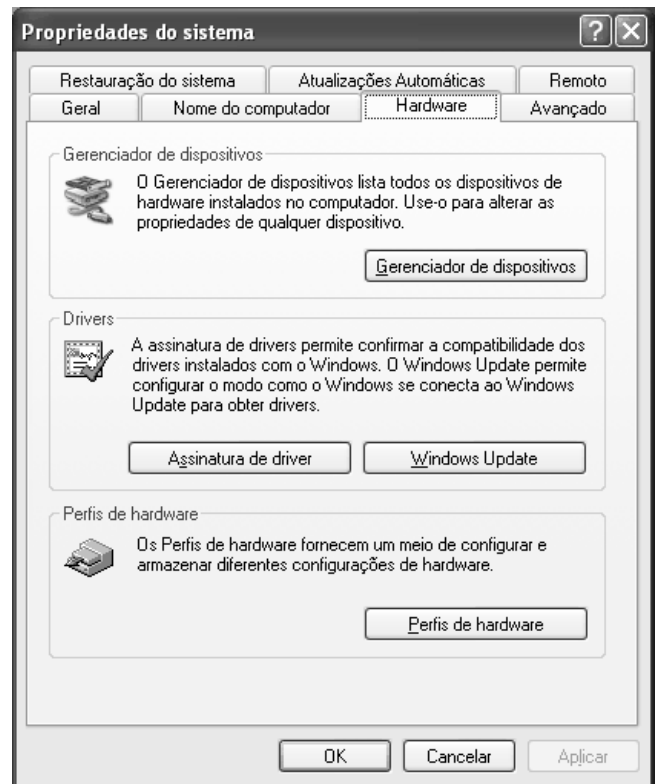 Propriedades do sistema
Restauração do sistema
Atualizações Automáticas
Remoto
Geral
Nome do computador
Hardware
Avançado
Gerenciador de dispositivos
O Gerenciador de dispositivos lista todos os dispositivos de
hardware instalados no computador. Use-o para alterar as
propriedades de qualquer dispositivo.
Gerenciador de dispositivos
Drivers
A assinatura de drivers permite confirmar a compatibilidade dos
drivers instalados com o Windows. O Windows Update permite
configurar o modo como o Windows se conecta ao Windows
Update para obter drivers.
Assinatura de driver
Windows Update
Perfis de hardware
Os Perfis de hardware fornecem um meio de configurar e
armazenar diferentes configurações de hardware.
Perfis de hardware
OK
Cancelar
Aplicar